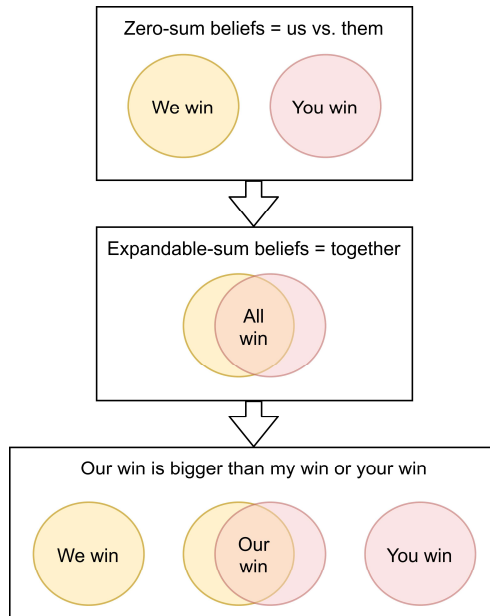 Zero-sum beliefs = us vs. them
We win
You win
Expandable-sum beliefs = together
All
win
Our win is bigger than my win or your win
We win
Our
win
You win